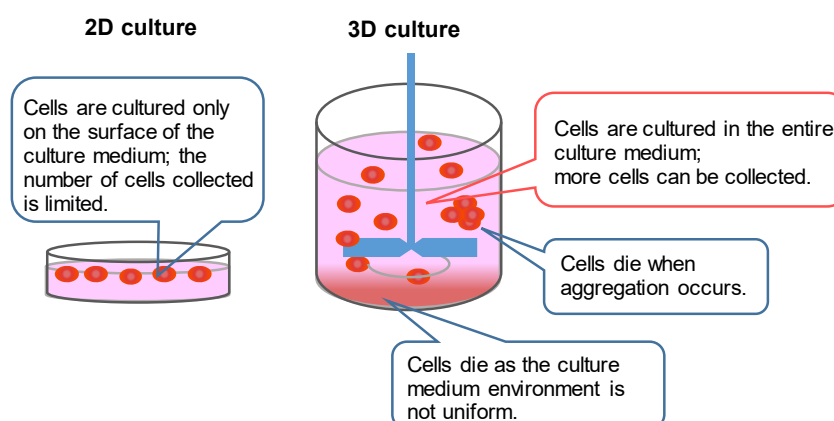 2D culture
3D culture
Cells are cultured only
on the surface of the
culture medium; the
number of cells collected
is limited.
Cells are cultured in the entire
culture medium;
more cells can be collected.
Cells die when
aggregation occurs.
Cells die as the culture
medium environment is
not uniform.